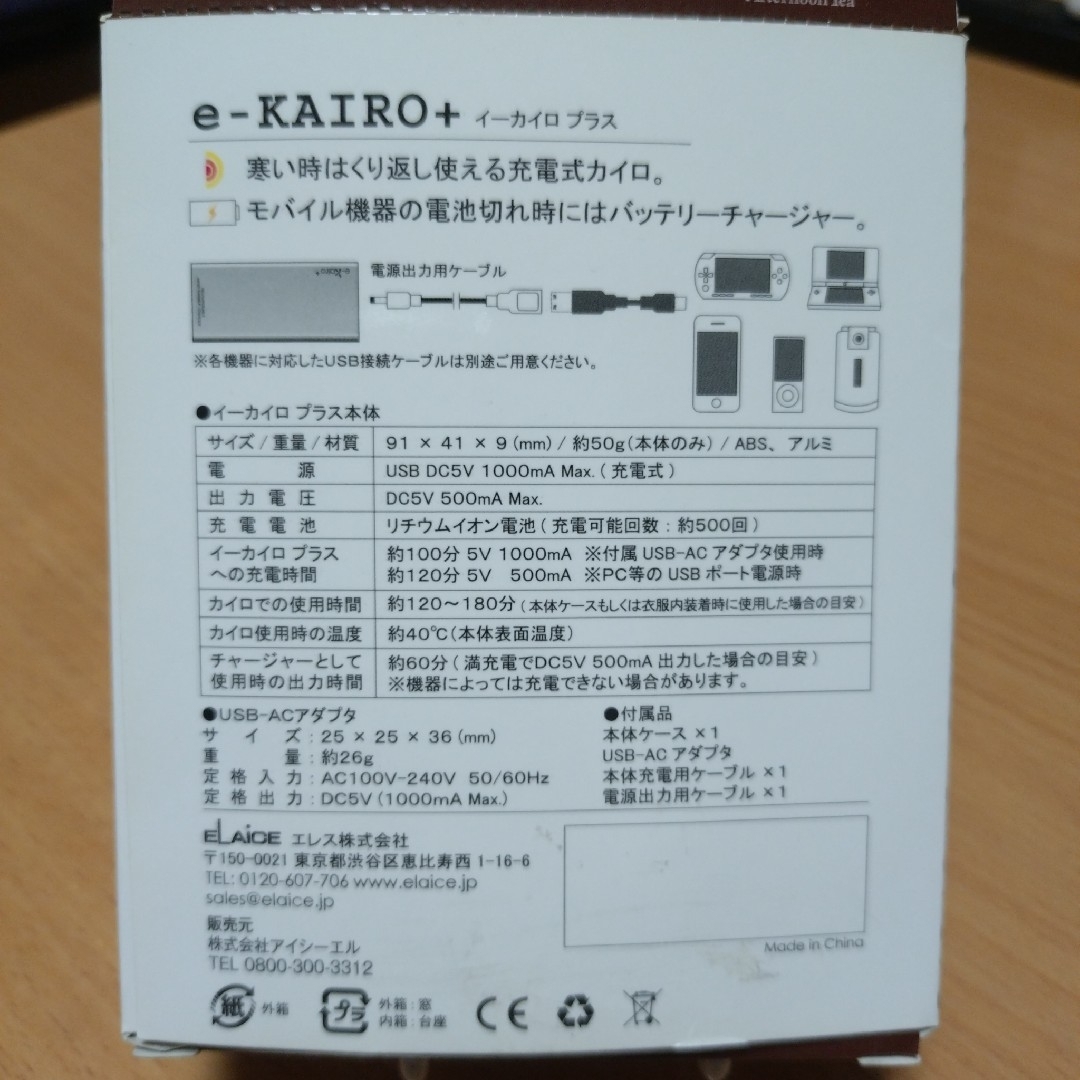 Afternoon Tea
e-KAIRO+ イーカイロ プラス
寒い時はくり返し使える充電式カイロ。
モバイル機器の電池切れ時にはバッテリーチャージャー。
e-Kairo+
電源出力用ケーブル
※各機器に対応したUSB接続ケーブルは別途ご用意ください。
●イーカイロ プラス本体
サイズ / 重量 / 材質 91 × 41 × 9 (mm) / 約50g (本体のみ) / ABS、アルミ
電源 USB DC5V 1000mA Max. ( 充電式 )
出力電圧 DC5V 500mA Max.
充電電池 リチウムイオン電池 ( 充電可能回数 : 約500回 )
イーカイロ プラス 約100分 5V 1000mA ※付属 USB-AC アダプタ使用時
への充電時間 約120分 5V 500mA ※PC等の USB ポート電源時
カイロでの使用時間 約120～180分 ( 本体ケースもしくは衣服内装着時に使用した場合の目安 )
カイロ使用時の温度 約40℃ (本体表面温度)
チャージャーとして 約60分 ( 満充電でDC5V 500mA 出力した場合の目安 )
使用時の出力時間 ※機器によっては充電できない場合があります。
●USB-ACアダプタ
サイズ : 25 × 25 × 36 (mm)
重量 : 約26g
定格入力 : AC100V-240V 50/60Hz
定格出力 : DC5V (1000mA Max.)
●付属品
本体ケース ×1
USB-AC アダプタ
本体充電用ケーブル ×1
電源出力用ケーブル ×1
ELAiCE エレス株式会社
〒150-0021 東京都渋谷区恵比寿西 1-16-6
TEL: 0120-607-706 www.elaice.jp
sales@elaice.jp
販売元
株式会社アイシーエル
TEL 0800-300-3312
Made in China
紙 外箱
プラ 外箱 : 窓
内箱 : 台座
CE